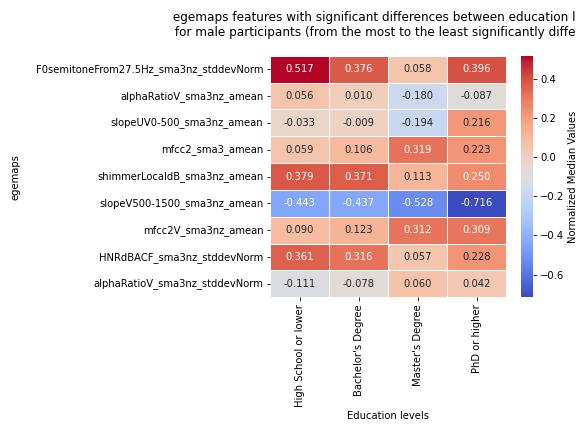 egemaps features with significant differences between education l
for male participants (from the most to the least significantly diffe
egemaps
F0semitoneFrom27.5Hz_sma3nz_stddevNorm 0.517 0.376 0.058 0.396
alphaRatioV_sma3nz_amean 0.056 0.010 -0.180 -0.087
slopeUV0-500_sma3nz_amean -0.033 -0.009 -0.194 0.216
mfcc2_sma3_amean 0.059 0.106 0.319 0.223
shimmerLocaldB_sma3nz_amean 0.379 0.371 0.113 0.250
slopeV500-1500_sma3nz_amean -0.443 -0.437 -0.528 -0.716
mfcc2V_sma3nz_amean 0.090 0.123 0.312 0.309
HNRdBACF_sma3nz_stddevNorm 0.361 0.316 0.057 0.228
alphaRatioV_sma3nz_stddevNorm -0.111 -0.078 0.060 0.042
High School or lower
Bachelor's Degree
Master's Degree
PhD or higher
Education levels
0.4
0.2
0.0
−0.2
−0.4
−0.6
Normalized Median Values